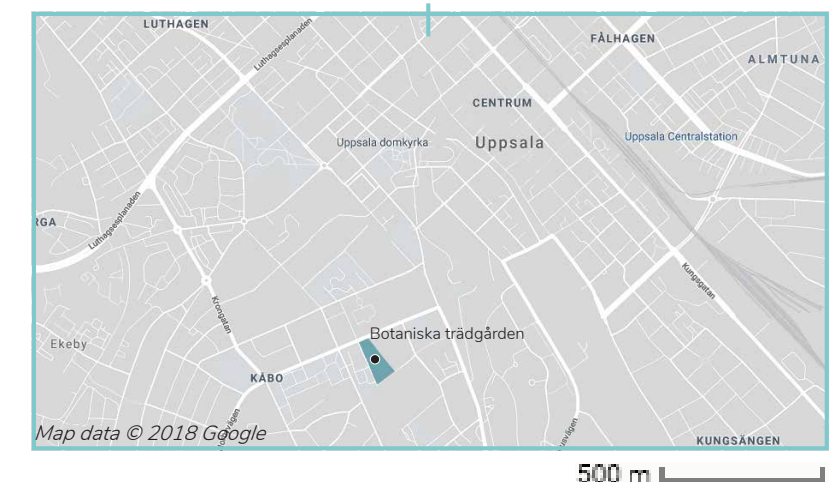 LUTHAGEN
Luthagsesplanaden
FÅLHAGEN
ALMTUNA
CENTRUM
Uppsala domkyrka
Uppsala
Uppsala Centralstation
Luthagsesplanaden
RGA
Kungsgatan
Krongatan
Botaniska trädgården
Ekeby
KÅBO
Map data © 2018 Google
KUNGSÄNGEN
500 m